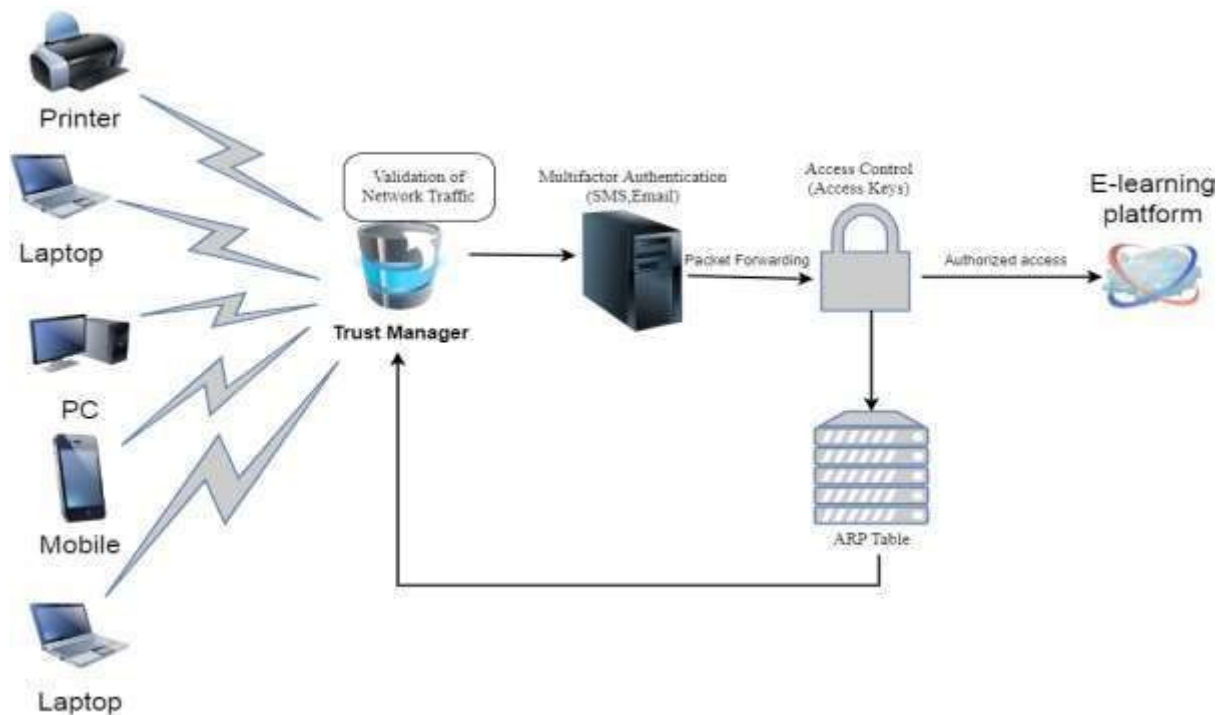 Printer
Laptop
PC
Mobile
Laptop
Validation of
Network Traffic
Trust Manager
Multifactor Authentication
(SMS,Email)
Packet Forwarding
Access Control
(Access Keys)
Authorized access
E-learning
platform
ARP Table